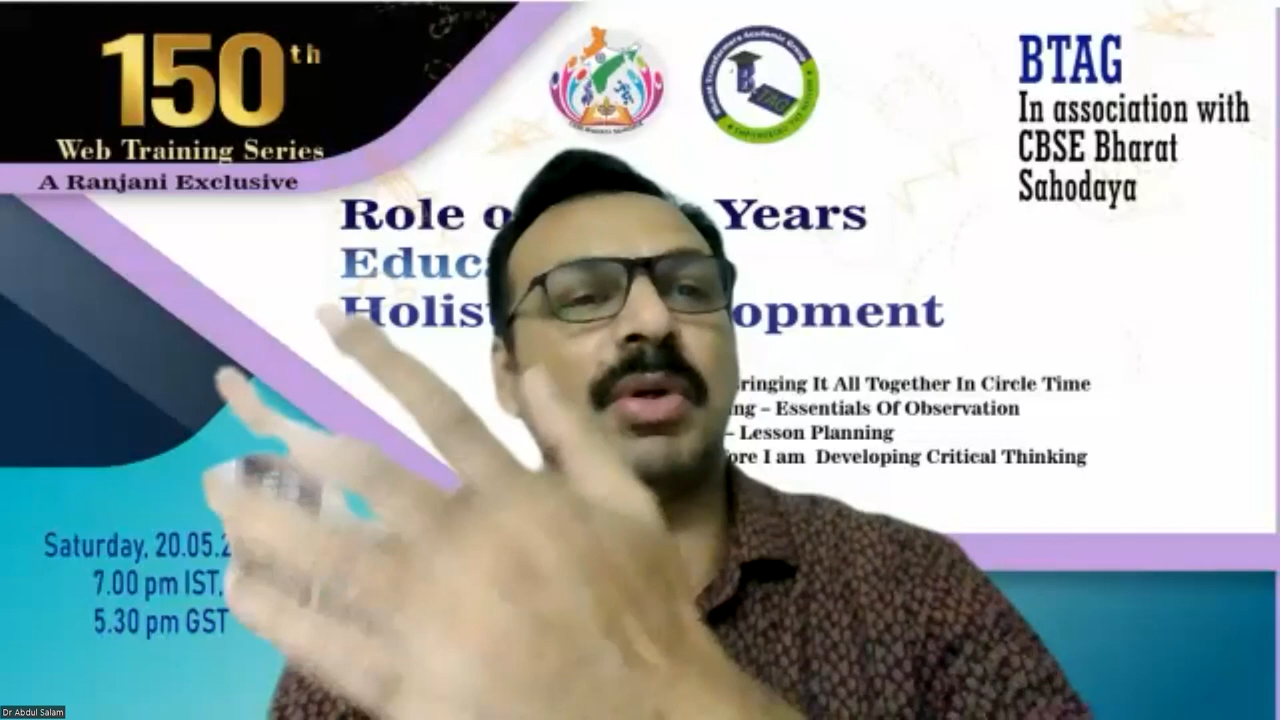 150th
Web Training Series
A Ranjani Exclusive
BTAG
In association with
CBSE Bharat
Sahodaya
Role Years
Educ
Holis opment
ringing It All Together In Circle Time
ng – Essentials Of Observation
– Lesson Planning
ore I am Developing Critical Thinking
Saturday, 20.05.2
7.00 pm IST,
5.30 pm GST
Dr Abdul Salam